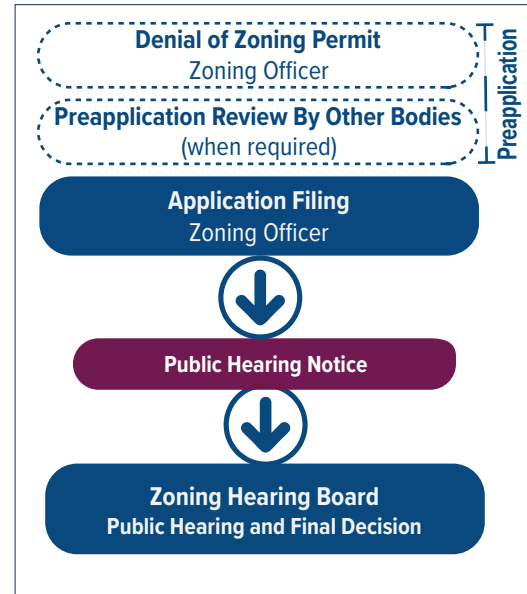 Denial of Zoning Permit
Zoning Officer
Preapplication Review By Other Bodies
(when required)
Preapplication
Application Filing
Zoning Officer
Public Hearing Notice
Zoning Hearing Board
Public Hearing and Final Decision